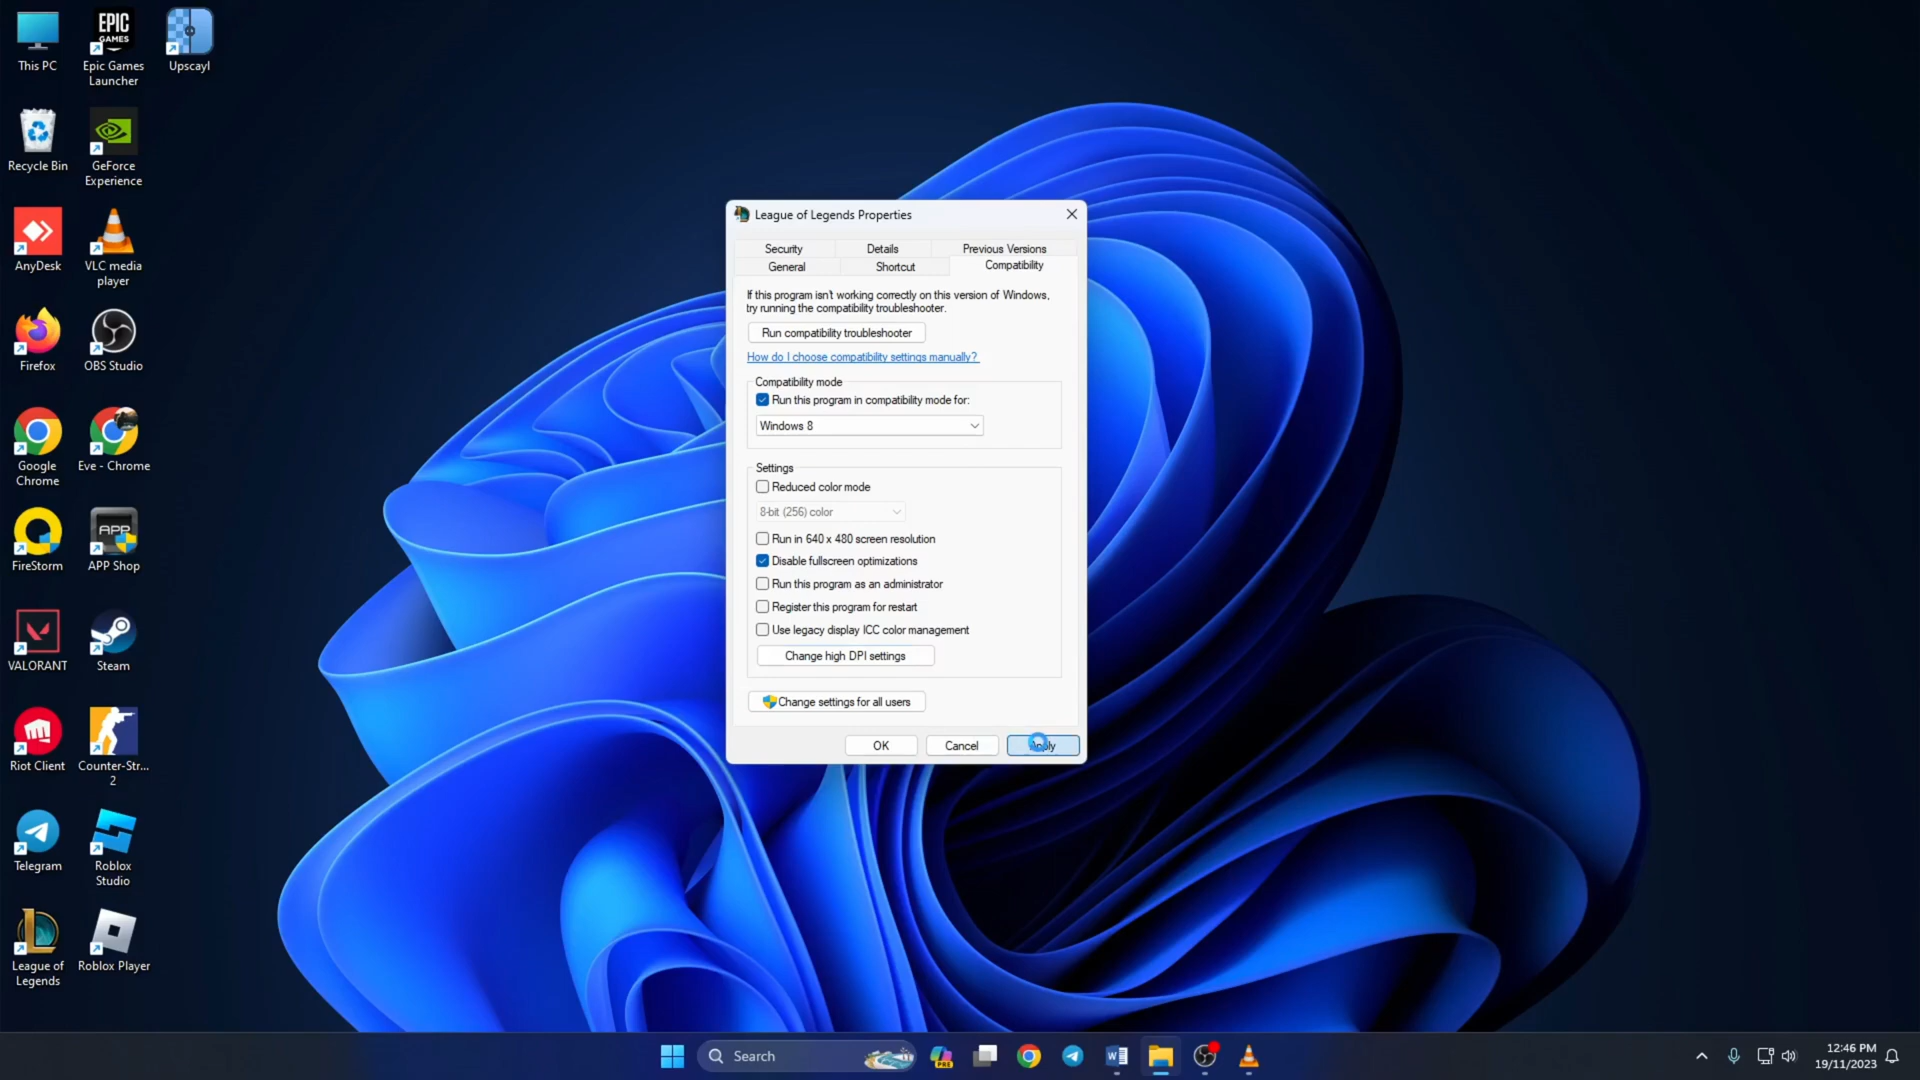 This PC
EPIC
GAMES
Epic Games
Launcher
Upscayl
Recycle Bin
GeForce
Experience
AnyDesk
VLC media
player
Firefox
OBS Studio
Google
Chrome
Eve - Chrome
FireStorm
APP
APP Shop
VALORANT
Steam
Riot Client
Counter-Str...
2
Telegram
Roblox
Studio
League of
Legends
Roblox Player
League of Legends Properties
Security
Details
Previous Versions
General
Shortcut
Compatibility
If this program isn't working correctly on this version of Windows,
try running the compatibility troubleshooter.
Run compatibility troubleshooter
How do I choose compatibility settings manually?
Compatibility mode
Run this program in compatibility mode for:
Windows 8
Settings
Reduced color mode
8-bit (256) color
Run in 640 x 480 screen resolution
Disable fullscreen optimizations
Run this program as an administrator
Register this program for restart
Use legacy display ICC color management
Change high DPI settings
Change settings for all users
OK
Cancel
Apply
Search
PRE
12:46 PM
19/11/2023